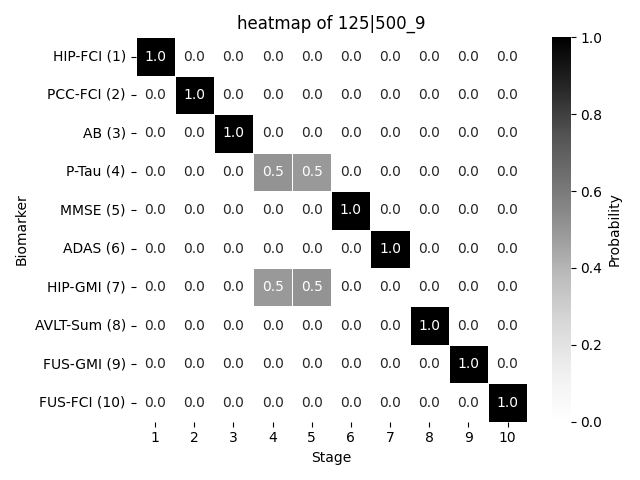 heatmap of 125|500_9
HIP-FCI (1) 1.0 0.0 0.0 0.0 0.0 0.0 0.0 0.0 0.0 0.0
PCC-FCI (2) 0.0 1.0 0.0 0.0 0.0 0.0 0.0 0.0 0.0 0.0
AB (3) 0.0 0.0 1.0 0.0 0.0 0.0 0.0 0.0 0.0 0.0
P-Tau (4) 0.0 0.0 0.0 0.5 0.5 0.0 0.0 0.0 0.0 0.0
MMSE (5) 0.0 0.0 0.0 0.0 0.0 1.0 0.0 0.0 0.0 0.0
ADAS (6) 0.0 0.0 0.0 0.0 0.0 0.0 1.0 0.0 0.0 0.0
HIP-GMI (7) 0.0 0.0 0.0 0.5 0.5 0.0 0.0 0.0 0.0 0.0
AVLT-Sum (8) 0.0 0.0 0.0 0.0 0.0 0.0 0.0 1.0 0.0 0.0
FUS-GMI (9) 0.0 0.0 0.0 0.0 0.0 0.0 0.0 0.0 1.0 0.0
FUS-FCI (10) 0.0 0.0 0.0 0.0 0.0 0.0 0.0 0.0 0.0 1.0
1 2 3 4 5 6 7 8 9 10
Stage
Biomarker
1.0
0.8
0.6
0.4
0.2
0.0
Probability